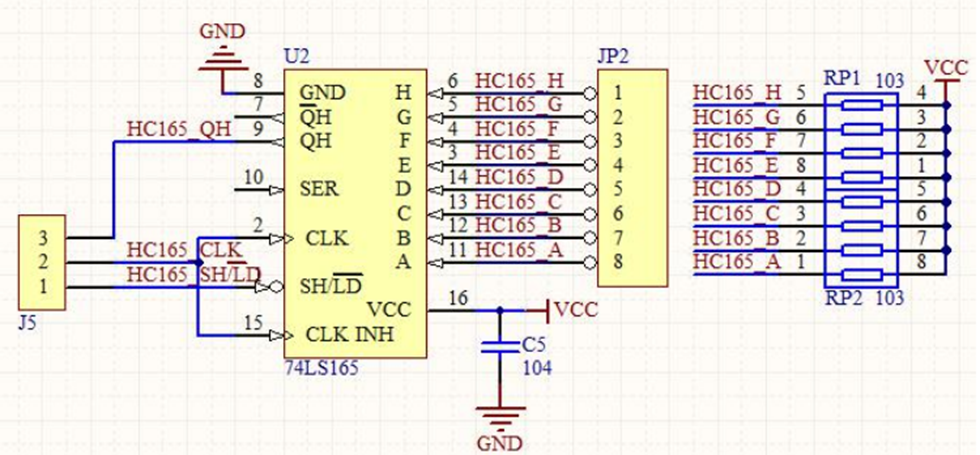 GND
U2
JP2
RP1 103
VCC
8 GND H 6 HC165_H 1
HC165_H 5 4
7 QH G 5 HC165_G 2
HC165_G 6 3
HC165_QH 9 QH F 4 HC165_F 3
HC165_F 7 2
E 3 HC165_E 4
HC165_E 8 1
10 SER D 14 HC165_D 5
HC165_D 4 5
C 13 HC165_C 6
HC165_C 3 6
3 2 CLK B 12 HC165_B 7
HC165_B 2 7
2 HC165_CLK A 11 HC165_A 8
HC165_A 1 8
1 HC165_SH/LD SH/LD
RP2 103
VCC 16 VCC
J5
15 CLK INH
C5
104
74LS165
GND